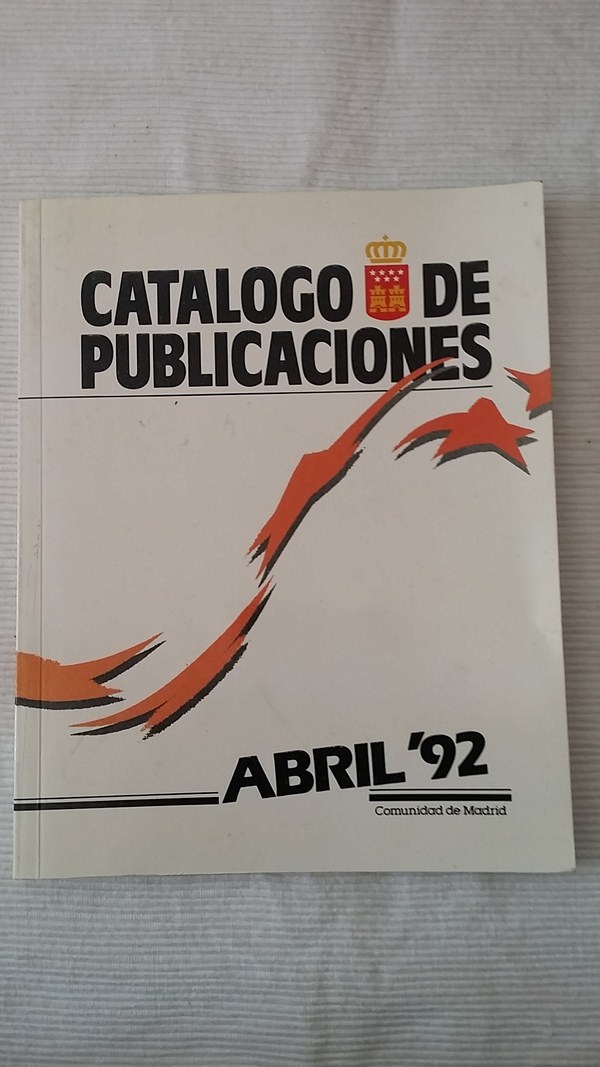 CATALOGO DE
PUBLICACIONES
ABRIL '92
Comunidad de Madrid